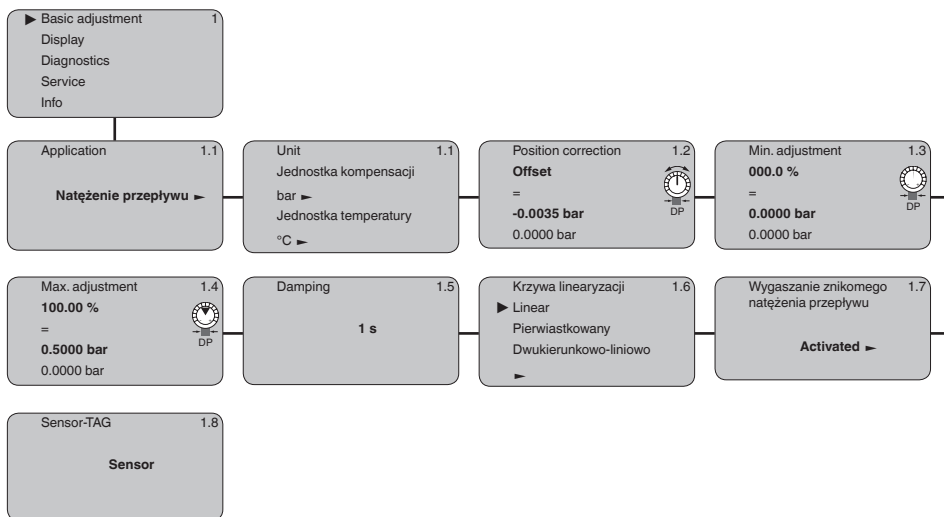 ▶ Basic adjustment 1
Display
Diagnostics
Service
Info
Application 1.1
Natężenie przepływu ►
Unit 1.1
Jednostka kompensacji
bar ►
Jednostka temperatury
°C ►
Position correction 1.2
Offset
=
-0.0035 bar
0.0000 bar
DP
Min. adjustment 1.3
000.0 %
=
0.0000 bar
0.0000 bar
DP
Max. adjustment 1.4
100.00 %
=
0.5000 bar
0.0000 bar
DP
Damping 1.5
1 s
Krzywa linearyzacji 1.6
▶ Linear
Pierwiastkowany
Dwukierunkowo-liniowo
►
Wygaszanie znikomego 1.7
natężenia przepływu
Activated ►
Sensor-TAG 1.8
Sensor